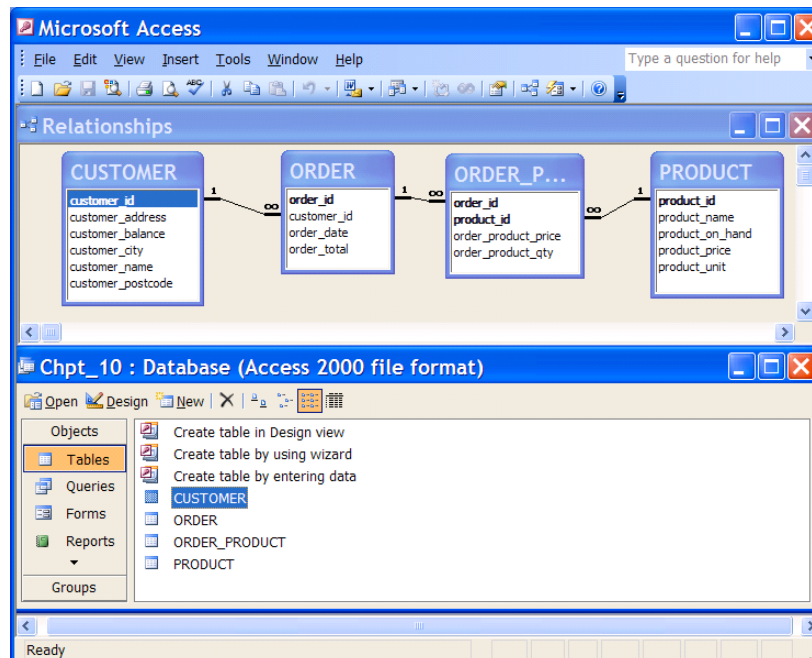 Microsoft Access
File Edit View Insert Tools Window Help
Type a question for help
Relationships
CUSTOMER
customer_id
customer_address
customer_balance
customer_city
customer_name
customer_postcode
1
∞
ORDER
order_id
customer_id
order_date
order_total
1
∞
ORDER_P...
order_id
product_id
order_product_price
order_product_qty
∞
1
PRODUCT
product_id
product_name
product_on_hand
product_price
product_unit
Chpt_10 : Database (Access 2000 file format)
Open Design New
Objects
Tables
Queries
Forms
Reports
Groups
Create table in Design view
Create table by using wizard
Create table by entering data
CUSTOMER
ORDER
ORDER_PRODUCT
PRODUCT
Ready